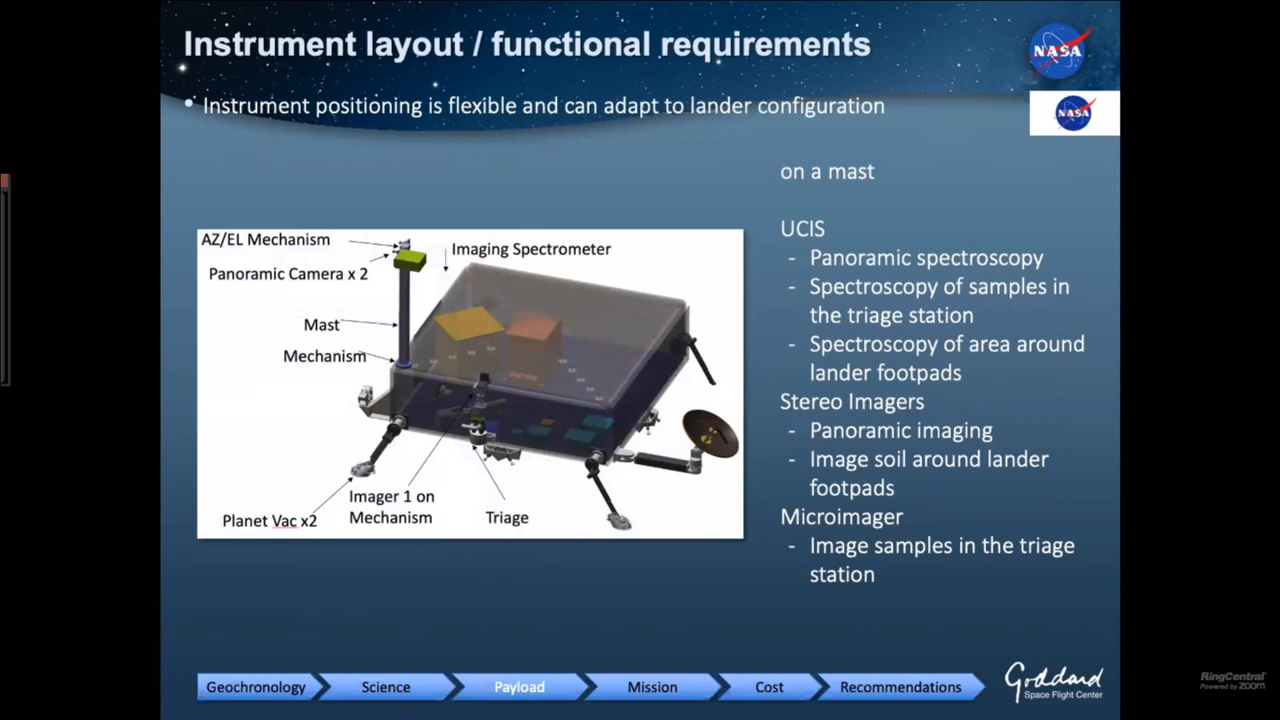 Instrument layout / functional requirements
NASA
• Instrument positioning is flexible and can adapt to lander configuration
NASA
on a mast
UCIS
- Panoramic spectroscopy
- Spectroscopy of samples in
the triage station
- Spectroscopy of area around
lander footpads
Stereo Imagers
- Panoramic imaging
- Image soil around lander
footpads
Microimager
- Image samples in the triage
station
AZ/EL Mechanism
Imaging Spectrometer
Panoramic Camera x 2
Mast
Mechanism
Imager 1 on
Mechanism
Planet Vac x2
Triage
Geochronology
Science
Payload
Mission
Cost
Recommendations
Goddard
Space Flight Center
RingCentral
Powered by zoom